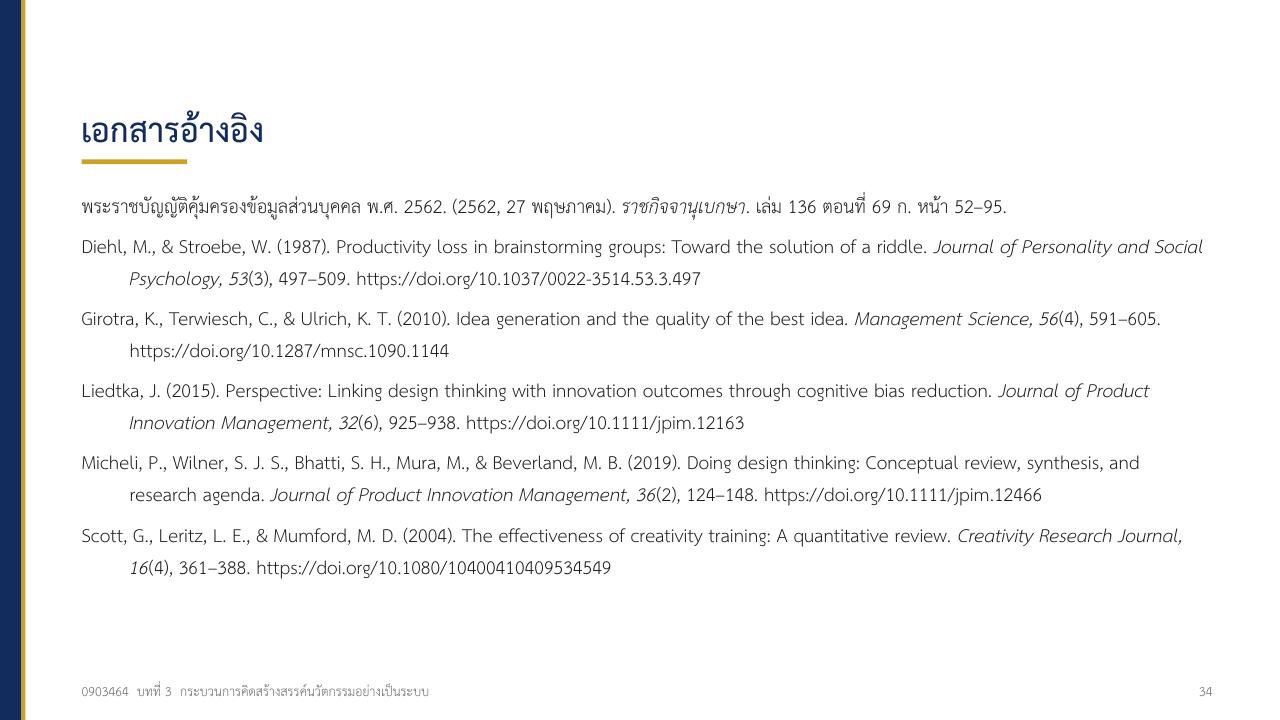 เอกสารอ้างอิง
พระราชบัญญัติคุ้มครองข้อมูลส่วนบุคคล พ.ศ. 2562. (2562, 27 พฤษภาคม). ราชกิจจานุเบกษา. เล่ม 136 ตอนที่ 69 ก. หน้า 52–95.
Diehl, M., & Stroebe, W. (1987). Productivity loss in brainstorming groups: Toward the solution of a riddle. Journal of Personality and Social
Psychology, 53(3), 497–509. https://doi.org/10.1037/0022-3514.53.3.497
Girotra, K., Terwiesch, C., & Ulrich, K. T. (2010). Idea generation and the quality of the best idea. Management Science, 56(4), 591–605.
https://doi.org/10.1287/mnsc.1090.1144
Liedtka, J. (2015). Perspective: Linking design thinking with innovation outcomes through cognitive bias reduction. Journal of Product
Innovation Management, 32(6), 925–938. https://doi.org/10.1111/jpim.12163
Micheli, P., Wilner, S. J. S., Bhatti, S. H., Mura, M., & Beverland, M. B. (2019). Doing design thinking: Conceptual review, synthesis, and
research agenda. Journal of Product Innovation Management, 36(2), 124–148. https://doi.org/10.1111/jpim.12466
Scott, G., Leritz, L. E., & Mumford, M. D. (2004). The effectiveness of creativity training: A quantitative review. Creativity Research Journal,
16(4), 361–388. https://doi.org/10.1080/10400410409534549
0903464 บทที่ 3 กระบวนการคิดสร้างสรรค์นวัตกรรมอย่างเป็นระบบ
34